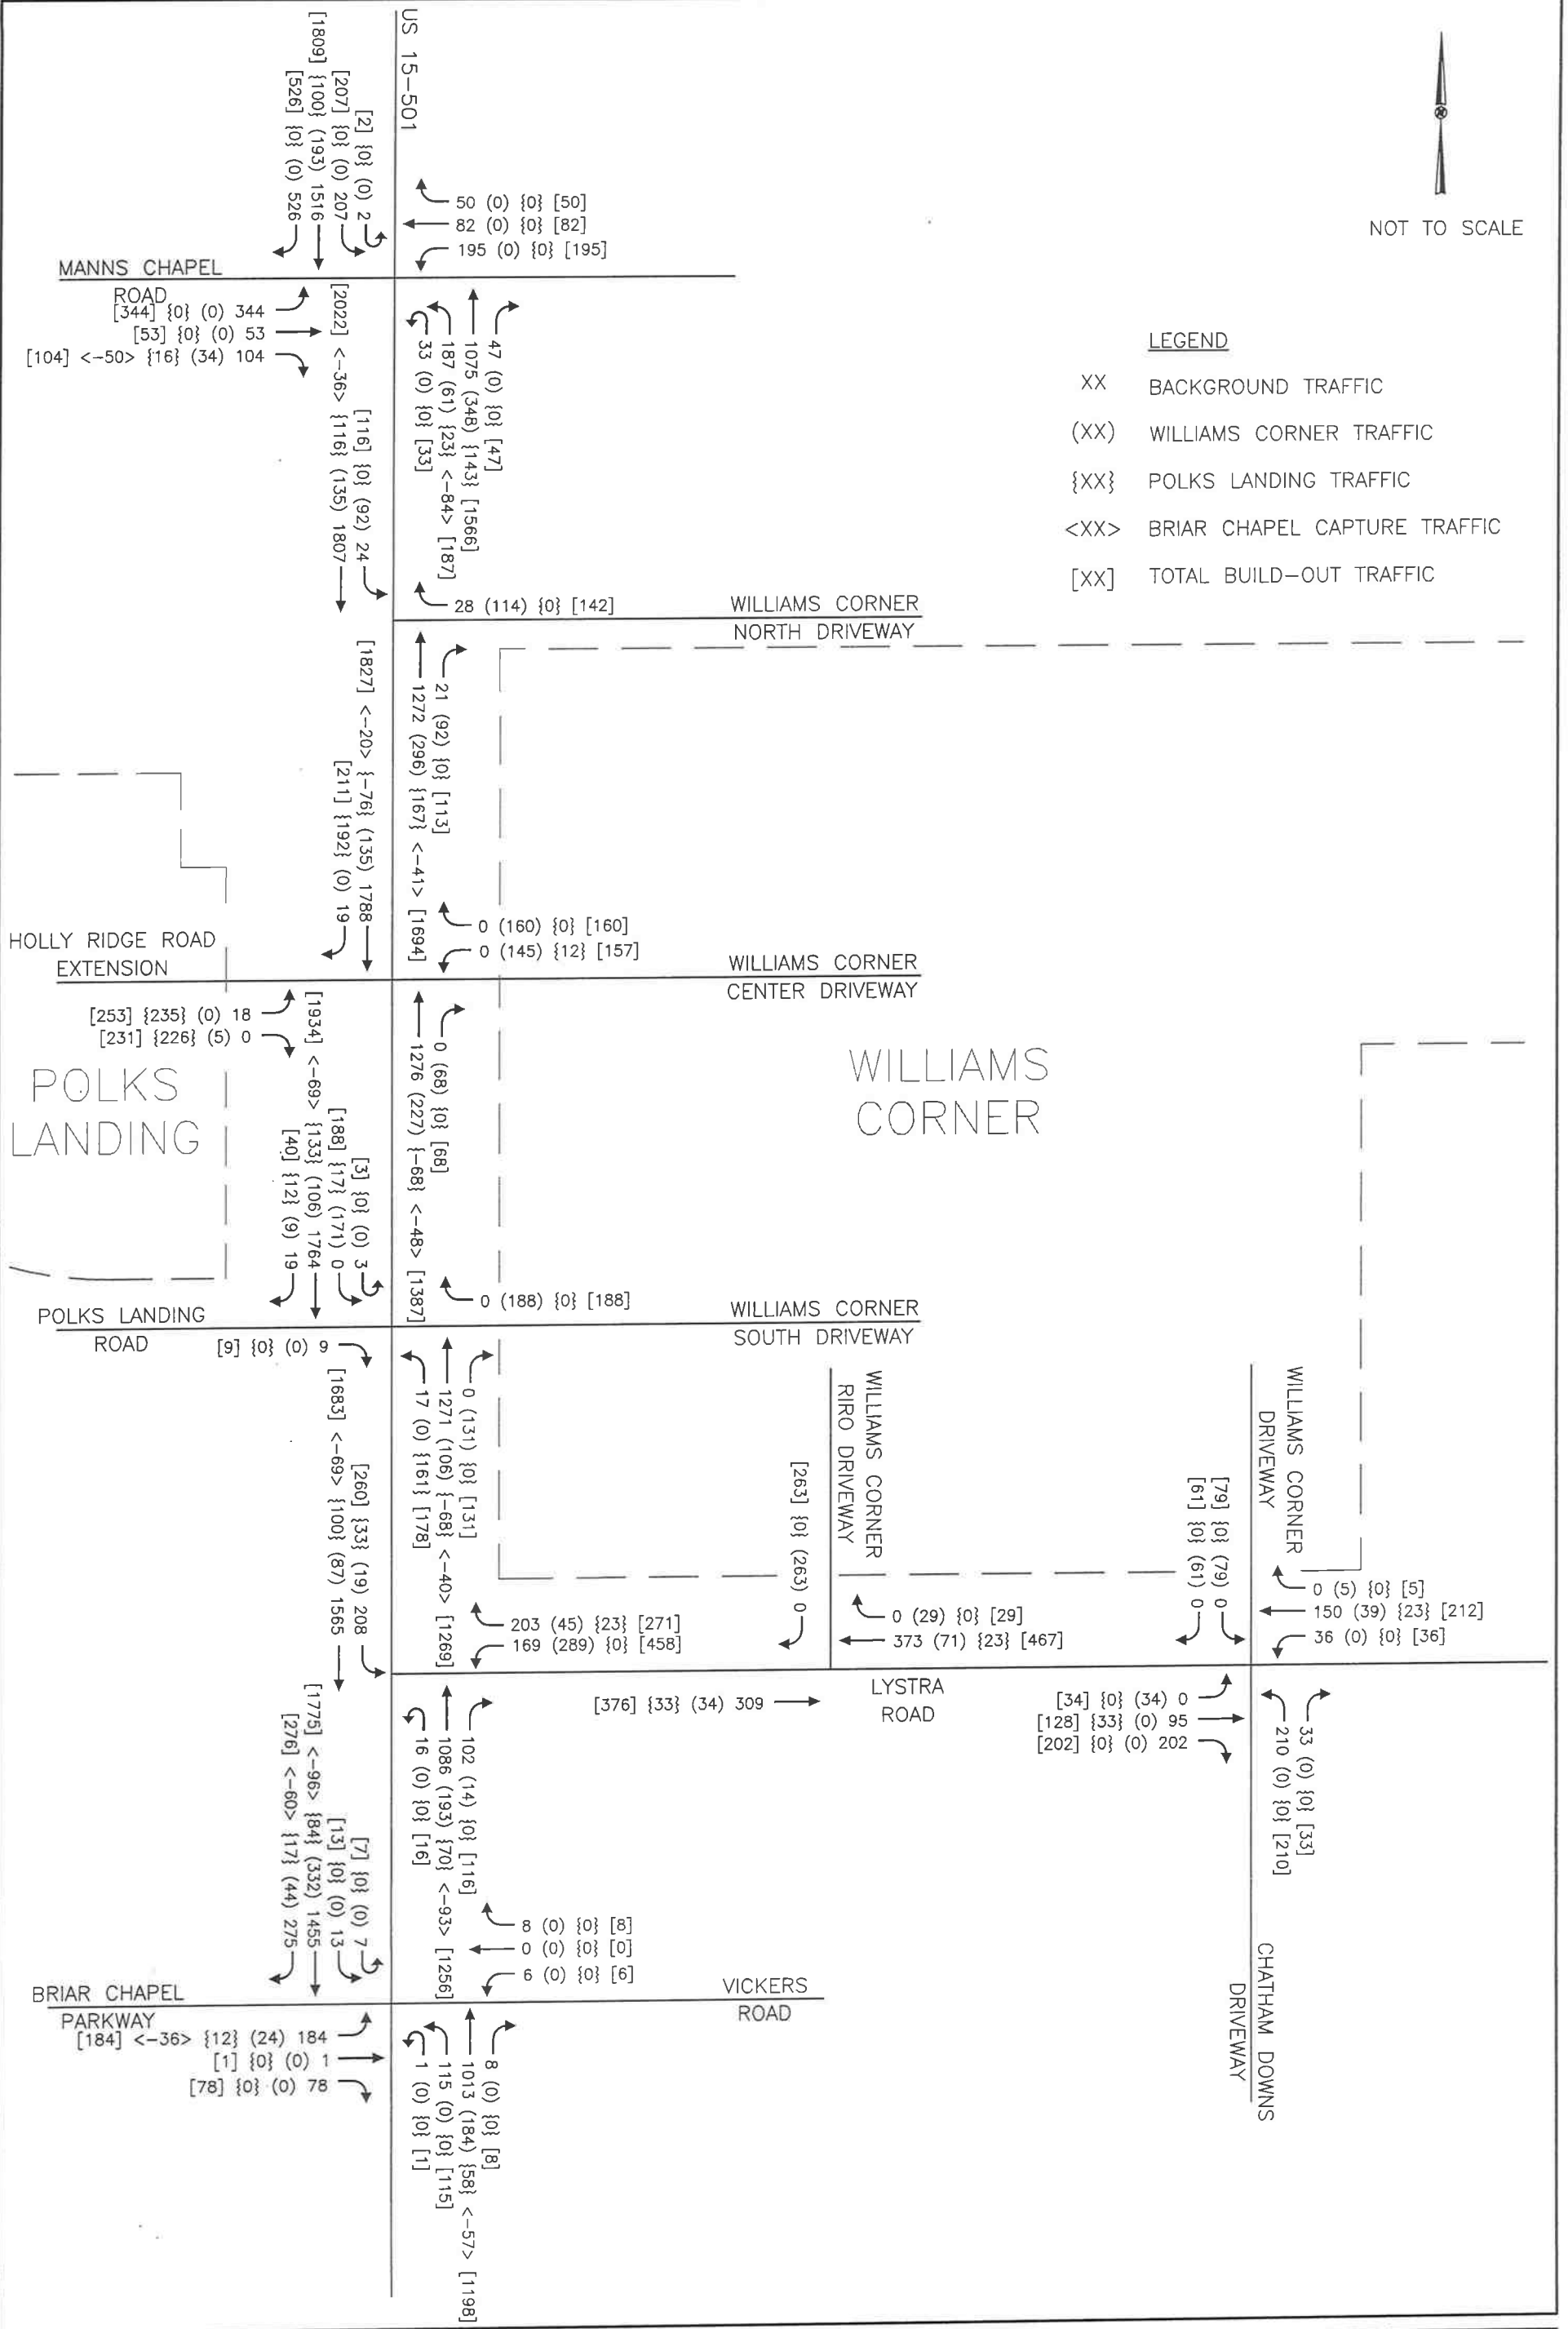 US 15-501
NOT TO SCALE
LEGEND
XX BACKGROUND TRAFFIC
(XX) WILLIAMS CORNER TRAFFIC
{XX} POLKS LANDING TRAFFIC
<XX> BRIAR CHAPEL CAPTURE TRAFFIC
[XX] TOTAL BUILD-OUT TRAFFIC
[2] {0} (0) 2
[207] {0} (0) 207
[1809] {100} (193) 1516
[526] {0} (0) 526
50 (0) {0} [50]
82 (0) {0} [82]
195 (0) {0} [195]
MANNS CHAPEL
ROAD
[344] {0} (0) 344
[53] {0} (0) 53
[104] <-50> {16} (34) 104
47 (0) {0} [47]
1075 (348) {143} [1566]
187 (61) {23} <-84> [187]
33 (0) {0} [33]
[116] {0} (92) 24
[2022] <-36> {116} (135) 1807
28 (114) {0} [142]
WILLIAMS CORNER
NORTH DRIVEWAY
21 (92) {0} [113]
1272 (296) {167} <-41> [1694]
[1827] <-20> {-76} (135) 1788
[211] {192} (0) 19
0 (160) {0} [160]
0 (145) {12} [157]
HOLLY RIDGE ROAD
EXTENSION
WILLIAMS CORNER
CENTER DRIVEWAY
[253] {235} (0) 18
[231] {226} (5) 0
0 (68) {0} [68]
1276 (227) {-68} <-48> [1387]
POLKS
LANDING
WILLIAMS
CORNER
[3] {0} (0) 3
[188] {17} (171) 0
[1934] <-69> {133} (106) 1764
[40] {12} (9) 19
0 (188) {0} [188]
POLKS LANDING
ROAD
WILLIAMS CORNER
SOUTH DRIVEWAY
[9] {0} (0) 9
0 (131) {0} [131]
1271 (106) {-68} <-40> [1269]
17 (0) {161} [178]
[260] {33} (19) 208
[1683] <-69> {100} (87) 1565
203 (45) {23} [271]
169 (289) {0} [458]
WILLIAMS CORNER
RIRO DRIVEWAY
[263] {0} (263) 0
0 (29) {0} [29]
373 (71) {23} [467]
WILLIAMS CORNER
DRIVEWAY
[79] {0} (79) 0
[61] {0} (61) 0
0 (5) {0} [5]
150 (39) {23} [212]
36 (0) {0} [36]
LYSTRA
ROAD
[376] {33} (34) 309
[34] {0} (34) 0
[128] {33} (0) 95
[202] {0} (0) 202
33 (0) {0} [33]
210 (0) {0} [210]
CHATHAM DOWNS
DRIVEWAY
102 (14) {0} [116]
1086 (193) {70} <-93> [1256]
16 (0) {0} [16]
[7] {0} (0) 7
[13] {0} (0) 13
[1775] <-96> {84} (332) 1455
[276] <-60> {17} (44) 275
8 (0) {0} [8]
0 (0) {0} [0]
6 (0) {0} [6]
BRIAR CHAPEL
PARKWAY
VICKERS
ROAD
[184] <-36> {12} (24) 184
[1] {0} (0) 1
[78] {0} (0) 78
8 (0) {0} [8]
1013 (184) {58} <-57> [1198]
115 (0) {0} [115]
1 (0) {0} [1]